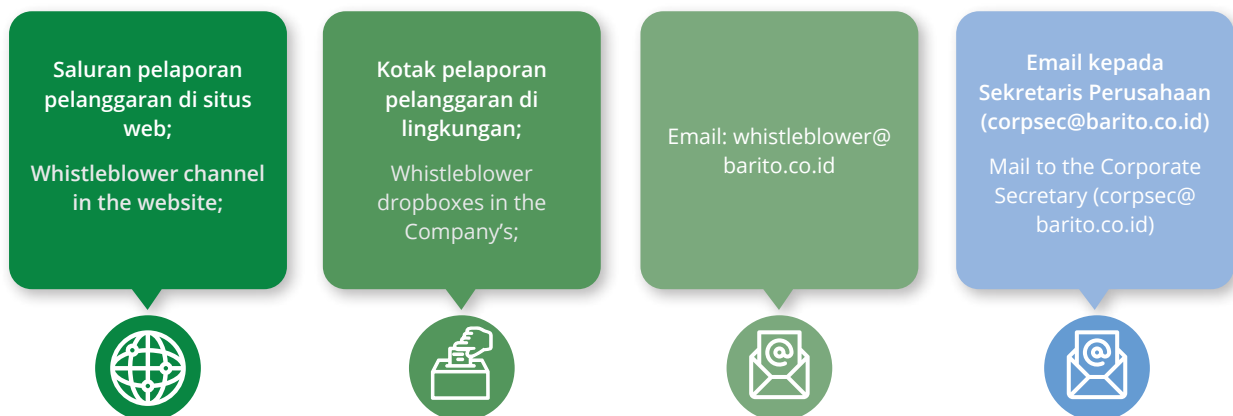 Saluran pelaporan
pelanggaran di situs
web;
Whistleblower channel
in the website;
Kotak pelaporan
pelanggaran di
lingkungan;
Whistleblower
dropboxes in the
Company’s;
Email: whistleblower@
barito.co.id
Email kepada
Sekretaris Perusahaan
(corpsec@barito.co.id)
Mail to the Corporate
Secretary (corpsec@
barito.co.id)